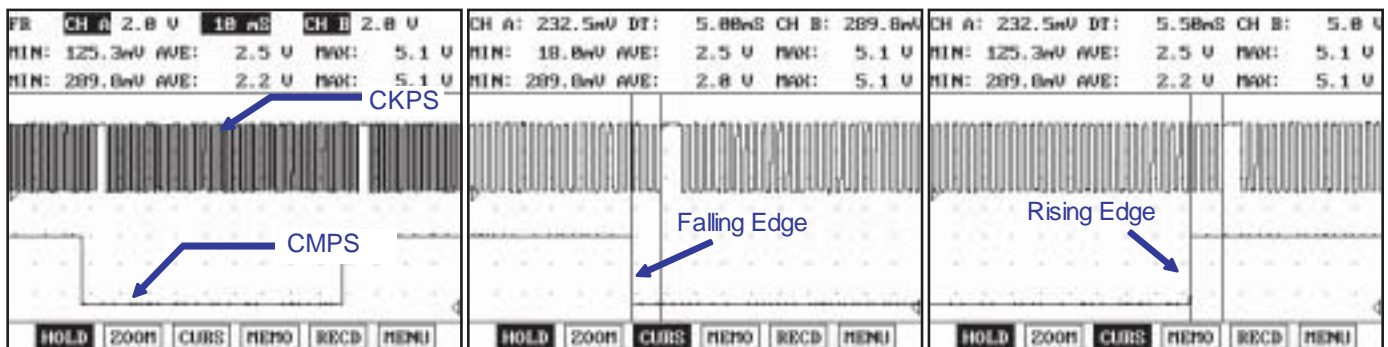 FR CH A 2.0 V 10 mS CH B 2.0 V
MIN: 125.3mV AVE: 2.5 V MAX: 5.1 V
MIN: 289.8mV AVE: 2.2 V MAX: 5.1 V
CKPS
CMPS
HOLD ZOOM CURS MEMO RECD MENU
CH A: 232.5mV DT: 5.00mS CH B: 289.8mV
MIN: 18.0mV AVE: 2.5 V MAX: 5.1 V
MIN: 289.8mV AVE: 2.0 V MAX: 5.1 V
Falling Edge
HOLD ZOOM CURS MEMO RECD MENU
CH A: 232.5mV DT: 5.50mS CH B: 5.0 V
MIN: 125.3mV AVE: 2.5 V MAX: 5.1 V
MIN: 289.8mV AVE: 2.2 V MAX: 5.1 V
Rising Edge
HOLD ZOOM CURS MEMO RECD MENU